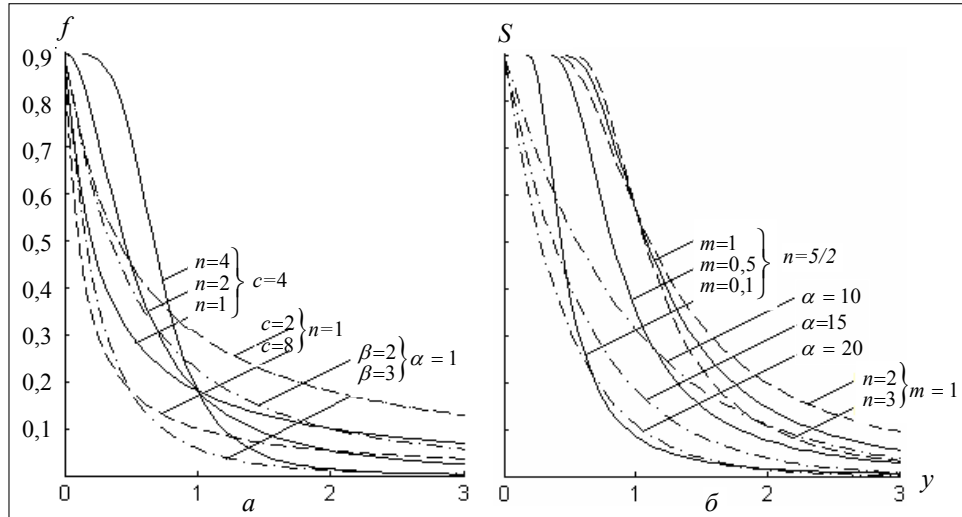 f
0,9
0,8
0,7
0,6
0,5
0,4
0,3
0,2
0,1
n=4
n=2
n=1
c=4
c=2
c=8
n=1
β=2
β=3
α = 1
0
1
2
3
а
S
m=1
m=0,5
m=0,1
n=5/2
α = 10
α=15
α = 20
n=2
n=3
m = 1
0
1
2
3
y
б